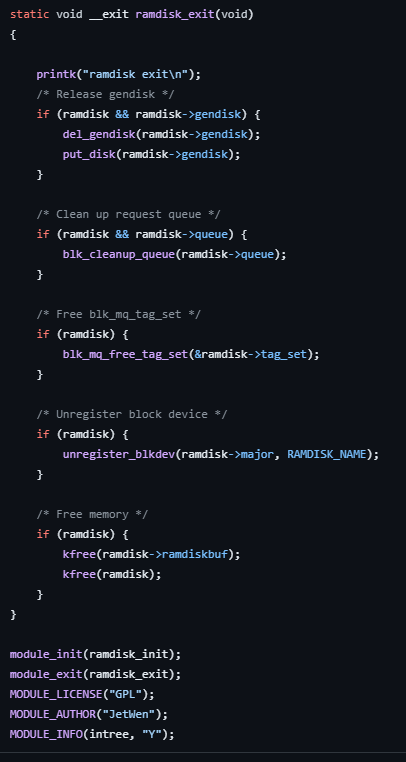 static void __exit ramdisk_exit(void)
{
    printk("ramdisk exit\n");
    /* Release gendisk */
    if (ramdisk && ramdisk->gendisk) {
        del_gendisk(ramdisk->gendisk);
        put_disk(ramdisk->gendisk);
    }
    /* Clean up request queue */
    if (ramdisk && ramdisk->queue) {
        blk_cleanup_queue(ramdisk->queue);
    }
    /* Free blk_mq_tag_set */
    if (ramdisk) {
        blk_mq_free_tag_set(&ramdisk->tag_set);
    }
    /* Unregister block device */
    if (ramdisk) {
        unregister_blkdev(ramdisk->major, RAMDISK_NAME);
    }
    /* Free memory */
    if (ramdisk) {
        kfree(ramdisk->ramdiskbuf);
        kfree(ramdisk);
    }
}
module_init(ramdisk_init);
module_exit(ramdisk_exit);
MODULE_LICENSE("GPL");
MODULE_AUTHOR("JetWen");
MODULE_INFO(intree, "Y");